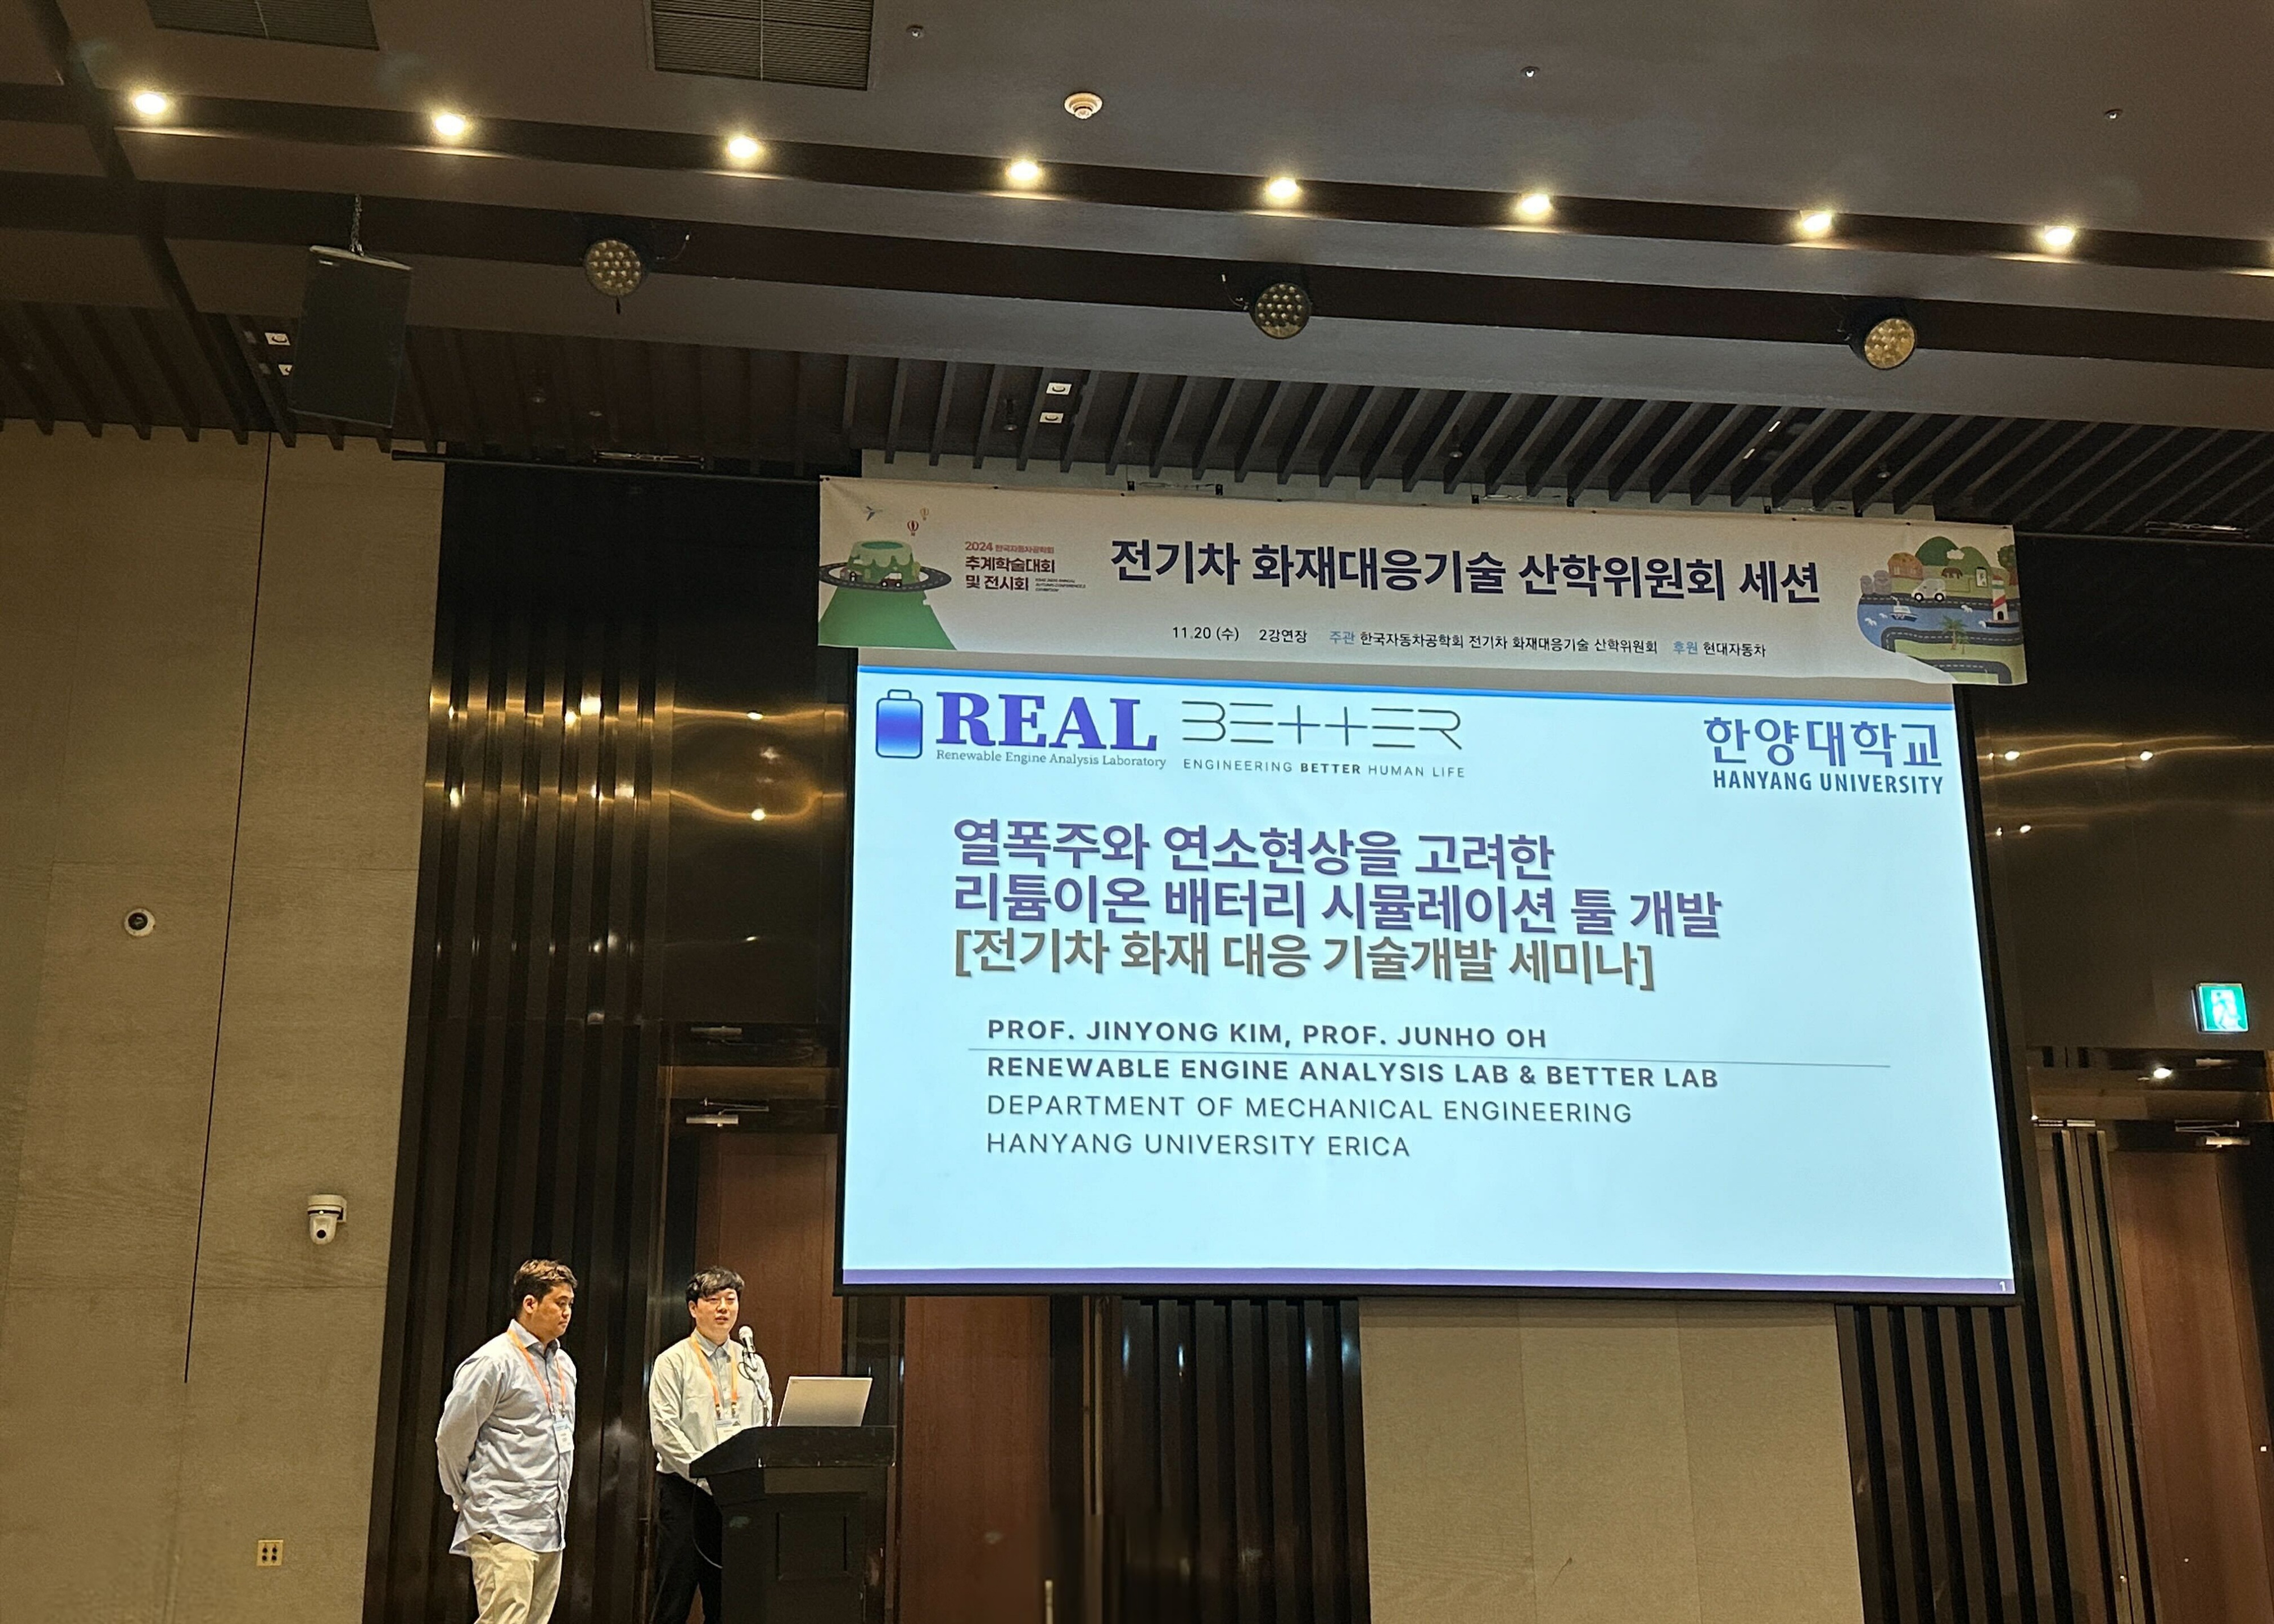 2024 한국자동차공학회
추계학술대회
및 전시회
전기차 화재대응기술 산학위원회 세션
11.20 (수) 2강연장 주관 한국자동차공학회 전기차 화재대응기술 산학위원회 후원 현대자동차
REAL
Renewable Engine Analysis Laboratory
BETTER
ENGINEERING BETTER HUMAN LIFE
한양대학교
HANYANG UNIVERSITY
열폭주와 연소현상을 고려한
리튬이온 배터리 시뮬레이션 툴 개발
[전기차 화재 대응 기술개발 세미나]
PROF. JINYONG KIM, PROF. JUNHO OH
RENEWABLE ENGINE ANALYSIS LAB & BETTER LAB
DEPARTMENT OF MECHANICAL ENGINEERING
HANYANG UNIVERSITY ERICA
1